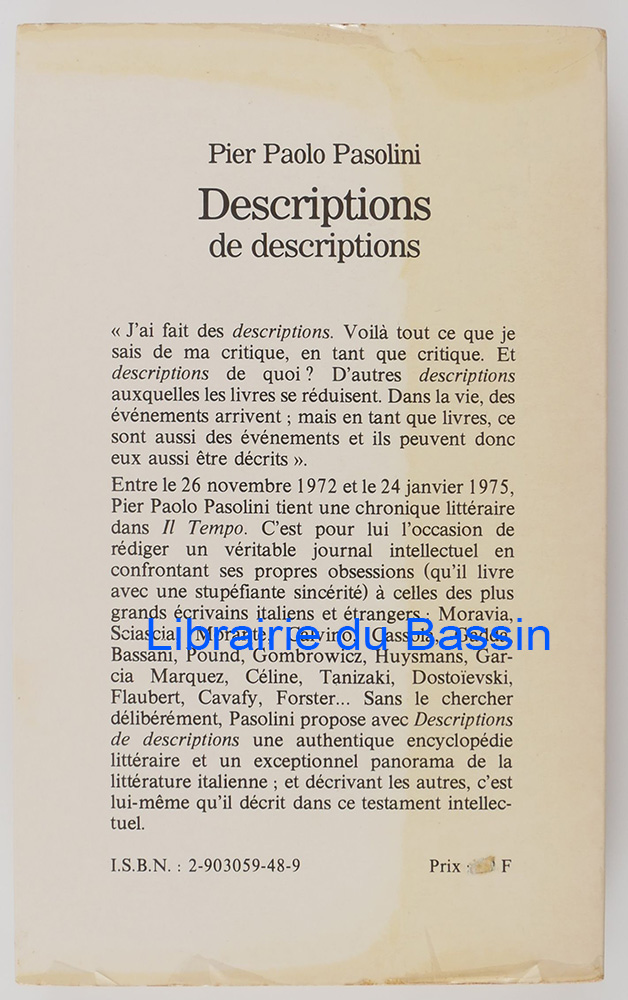 Pier Paolo Pasolini
Descriptions
de descriptions
« J'ai fait des descriptions. Voilà tout ce que je
sais de ma critique, en tant que critique. Et
descriptions de quoi ? D'autres descriptions
auxquelles les livres se réduisent. Dans la vie, des
événements arrivent ; mais en tant que livres, ce
sont aussi des événements et ils peuvent donc
eux aussi être décrits ».
Entre le 26 novembre 1972 et le 24 janvier 1975,
Pier Paolo Pasolini tient une chronique littéraire
dans Il Tempo. C'est pour lui l'occasion de
rédiger un véritable journal intellectuel en
confrontant ses propres obsessions (qu'il livre
avec une stupéfiante sincérité) à celles des plus
grands écrivains italiens et étrangers : Moravia,
Sciascia, Morante, Calvino, Cassola, Gadda,
Librairie du Bassin
Bassani, Pound, Gombrowicz, Huysmans, Gar-
cia Marquez, Céline, Tanizaki, Dostoïevski,
Flaubert, Cavafy, Forster... Sans le chercher
délibérément, Pasolini propose avec Descriptions
de descriptions une authentique encyclopédie
littéraire et un exceptionnel panorama de la
littérature italienne ; et décrivant les autres, c'est
lui-même qu'il décrit dans ce testament intellec-
tuel.
I.S.B.N. : 2-903059-48-9
Prix : F